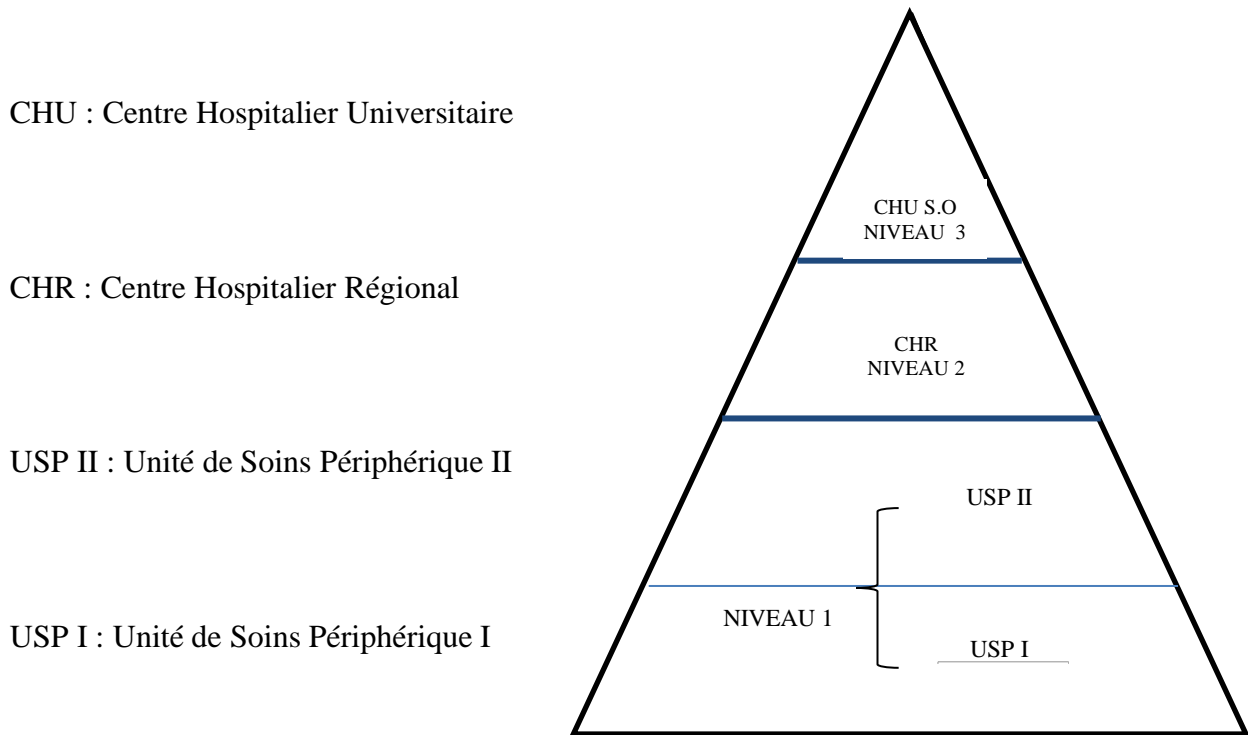 CHU : Centre Hospitalier Universitaire
CHU S.O
NIVEAU 3
CHR : Centre Hospitalier Régional
CHR
NIVEAU 2
USP II : Unité de Soins Périphérique II
USP II
NIVEAU 1
USP I : Unité de Soins Périphérique I
USP I